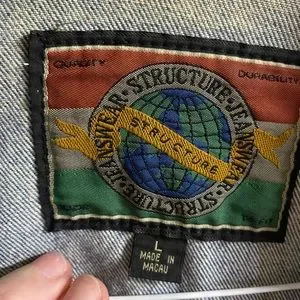 QUALITY
DURABILITY
JEANSWEAR · STRUCTURE · JEANSWEAR · STRUCTURE ·
STRUCTURE
L
MADE IN
MACAU